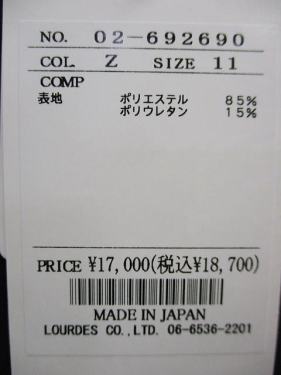 NO. 02-692690
COL. Z SIZE 11
COMP
表地 ポリエステル 85%
ポリウレタン 15%
PRICE ¥17,000(税込¥18,700)
MADE IN JAPAN
LOURDES CO.,LTD. 06-6536-2201